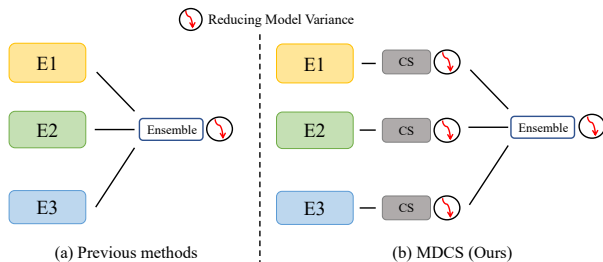 Reducing Model Variance
E1
E2
E3
Ensemble
(a) Previous methods
E1
CS
E2
CS
E3
CS
Ensemble
(b) MDCS (Ours)